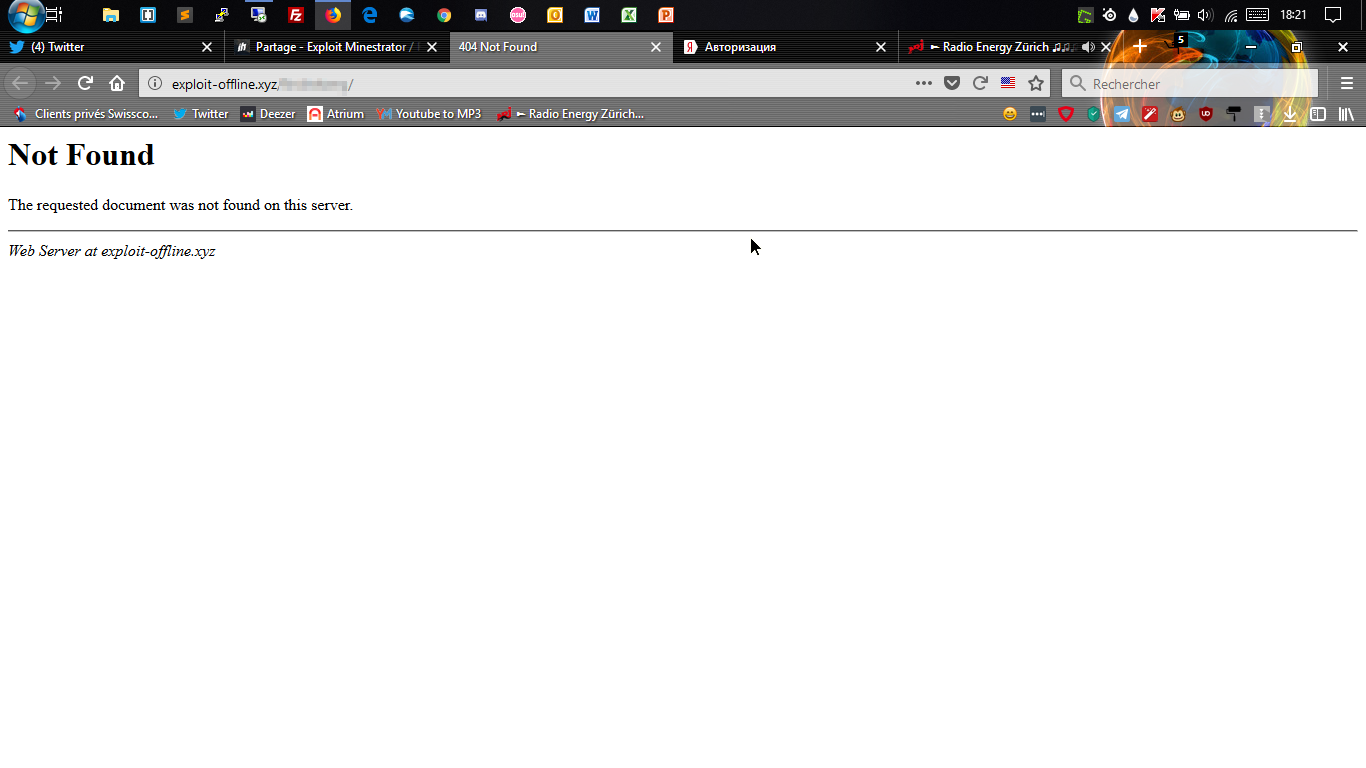 18:21
(4) Twitter
Partage - Exploit Minestrator /
404 Not Found
Авторизация
► Radio Energy Zürich ♫♫
5
exploit-offline.xyz/
/
Rechercher
Clients privés Swissco...
Twitter
Deezer
Atrium
Youtube to MP3
► Radio Energy Zürich...
Not Found
The requested document was not found on this server.
Web Server at exploit-offline.xyz